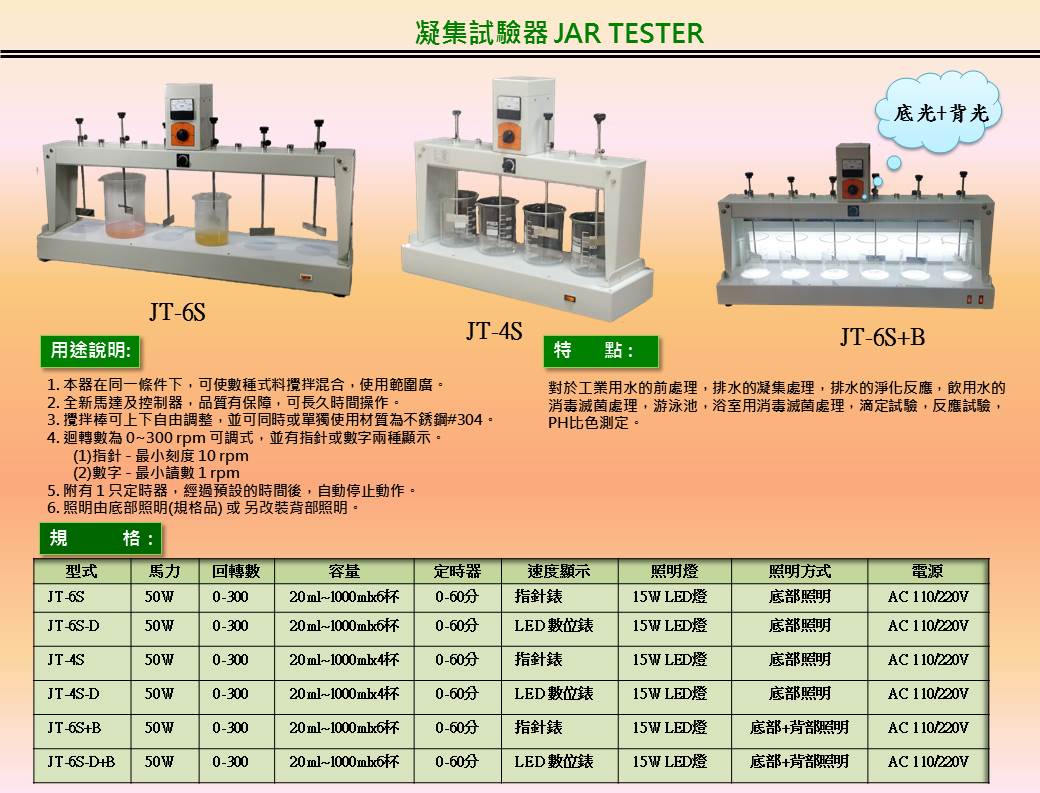 凝集試驗器 JAR TESTER
底光+背光
JT-6S
JT-4S
JT-6S+B
用途說明:
1. 本器在同一條件下，可使數種式料攪拌混合，使用範圍廣。
2. 全新馬達及控制器，品質有保障，可長久時間操作。
3. 攪拌棒可上下自由調整，並可同時或單獨使用材質為不銹鋼#304。
4. 迴轉數為 0~300 rpm 可調式，並有指針或數字兩種顯示。
(1)指針 - 最小刻度 10 rpm
(2)數字 - 最小讀數 1 rpm
5. 附有 1 只定時器，經過預設的時間後，自動停止動作。
6. 照明由底部照明(規格品) 或 另改裝背部照明。
特 點：
對於工業用水的前處理，排水的凝集處理，排水的淨化反應，飲用水的
消毒滅菌處理，游泳池，浴室用消毒滅菌處理，滴定試驗，反應試驗，
PH比色測定。
規 格：
型式 馬力 回轉數 容量 定時器 速度顯示 照明燈 照明方式 電源
JT-6S 50W 0-300 20ml~1000mlx6杯 0-60分 指針錶 15W LED燈 底部照明 AC 110/220V
JT-6S-D 50W 0-300 20ml~1000mlx6杯 0-60分 LED數位錶 15W LED燈 底部照明 AC 110/220V
JT-4S 50W 0-300 20ml~1000mlx4杯 0-60分 指針錶 15W LED燈 底部照明 AC 110/220V
JT-4S-D 50W 0-300 20ml~1000mlx4杯 0-60分 LED數位錶 15W LED燈 底部照明 AC 110/220V
JT-6S+B 50W 0-300 20ml~1000mlx6杯 0-60分 指針錶 15W LED燈 底部+背部照明 AC 110/220V
JT-6S-D+B 50W 0-300 20ml~1000mlx6杯 0-60分 LED數位錶 15W LED燈 底部+背部照明 AC 110/220V